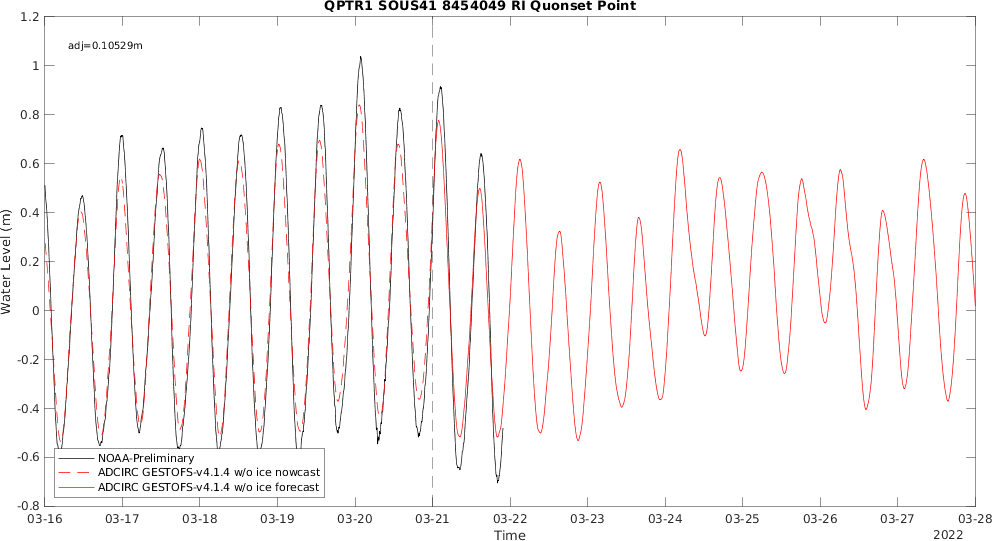 QPTR1 SOUS41 8454049 RI Quonset Point
1.2
adj=0.10529m
1
0.8
0.6
0.4
0.2
0
-0.2
-0.4
-0.6
-0.8
Water Level (m)
NOAA-Preliminary
ADCIRC GESTOFS-v4.1.4 w/o ice nowcast
ADCIRC GESTOFS-v4.1.4 w/o ice forecast
03-16 03-17 03-18 03-19 03-20 03-21 03-22 03-23 03-24 03-25 03-26 03-27 03-28
Time
2022